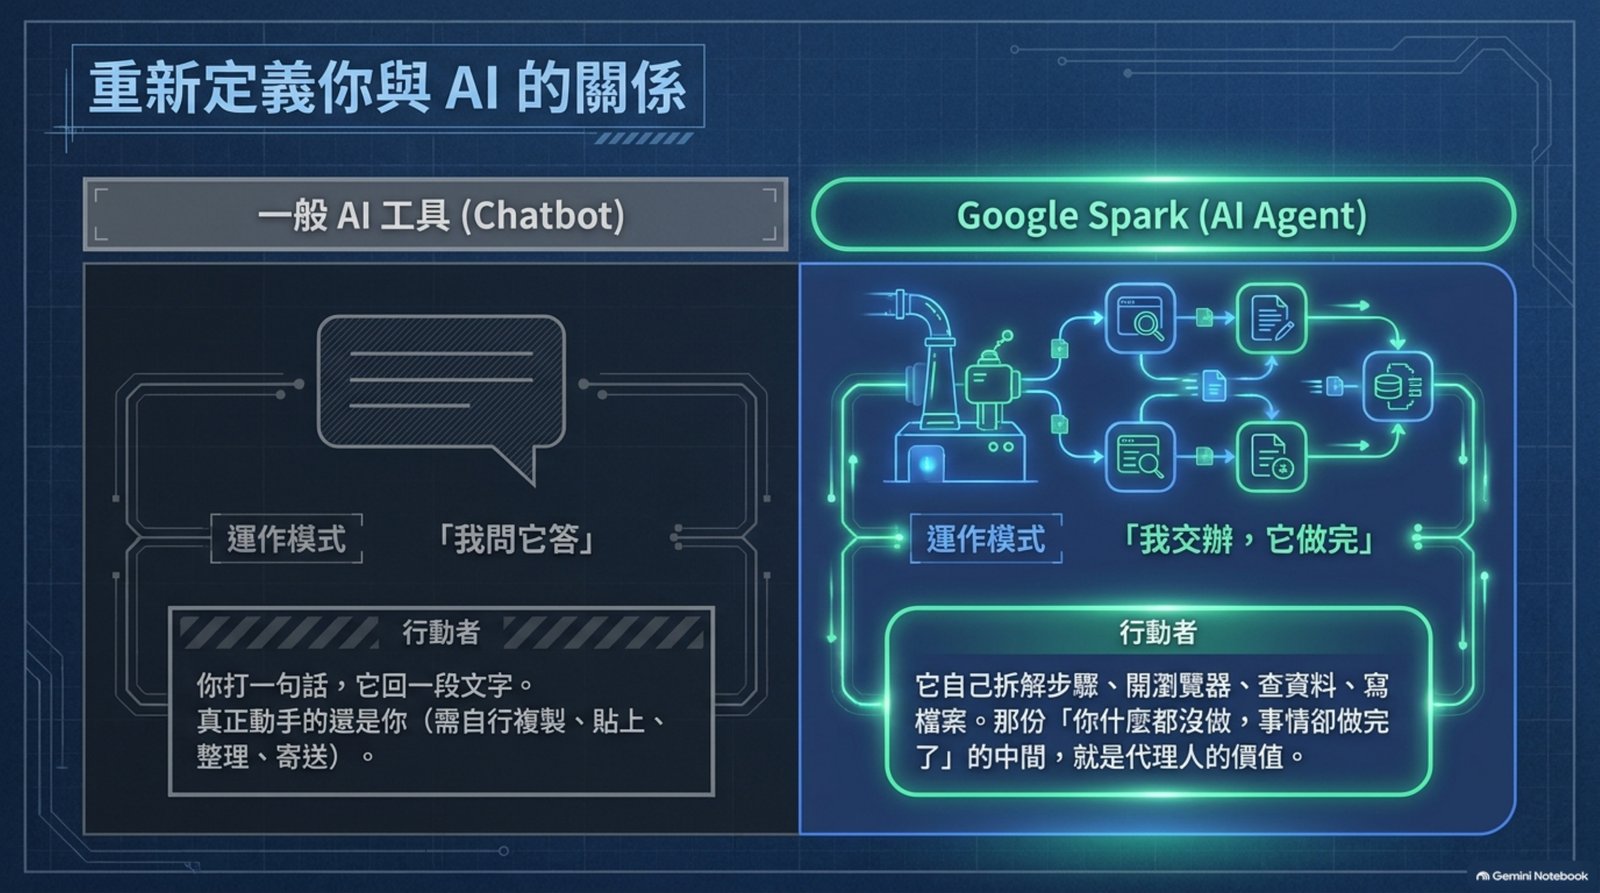 重新定義你與 AI 的關係
一般 AI 工具 (Chatbot)
運作模式
「我問它答」
行動者
你打一句話，它回一段文字。
真正動手的還是你（需自行複製、貼上、
整理、寄送）。
Google Spark (AI Agent)
運作模式
「我交辦，它做完」
行動者
它自己拆解步驟、開瀏覽器、查資料、寫
檔案。那份「你什麼都沒做，事情卻做完
了」的中間，就是代理人的價值。
Gemini Notebook